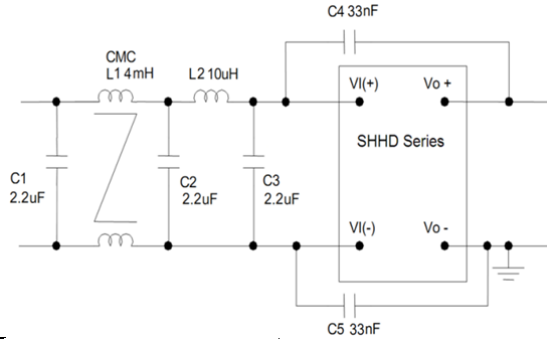 C4 33nF
CMC
L1 4mH
L2 10uH
VI(+)
Vo +
SHHD Series
C1
2.2uF
C2
2.2uF
C3
2.2uF
VI(-)
Vo -
C5 33nF